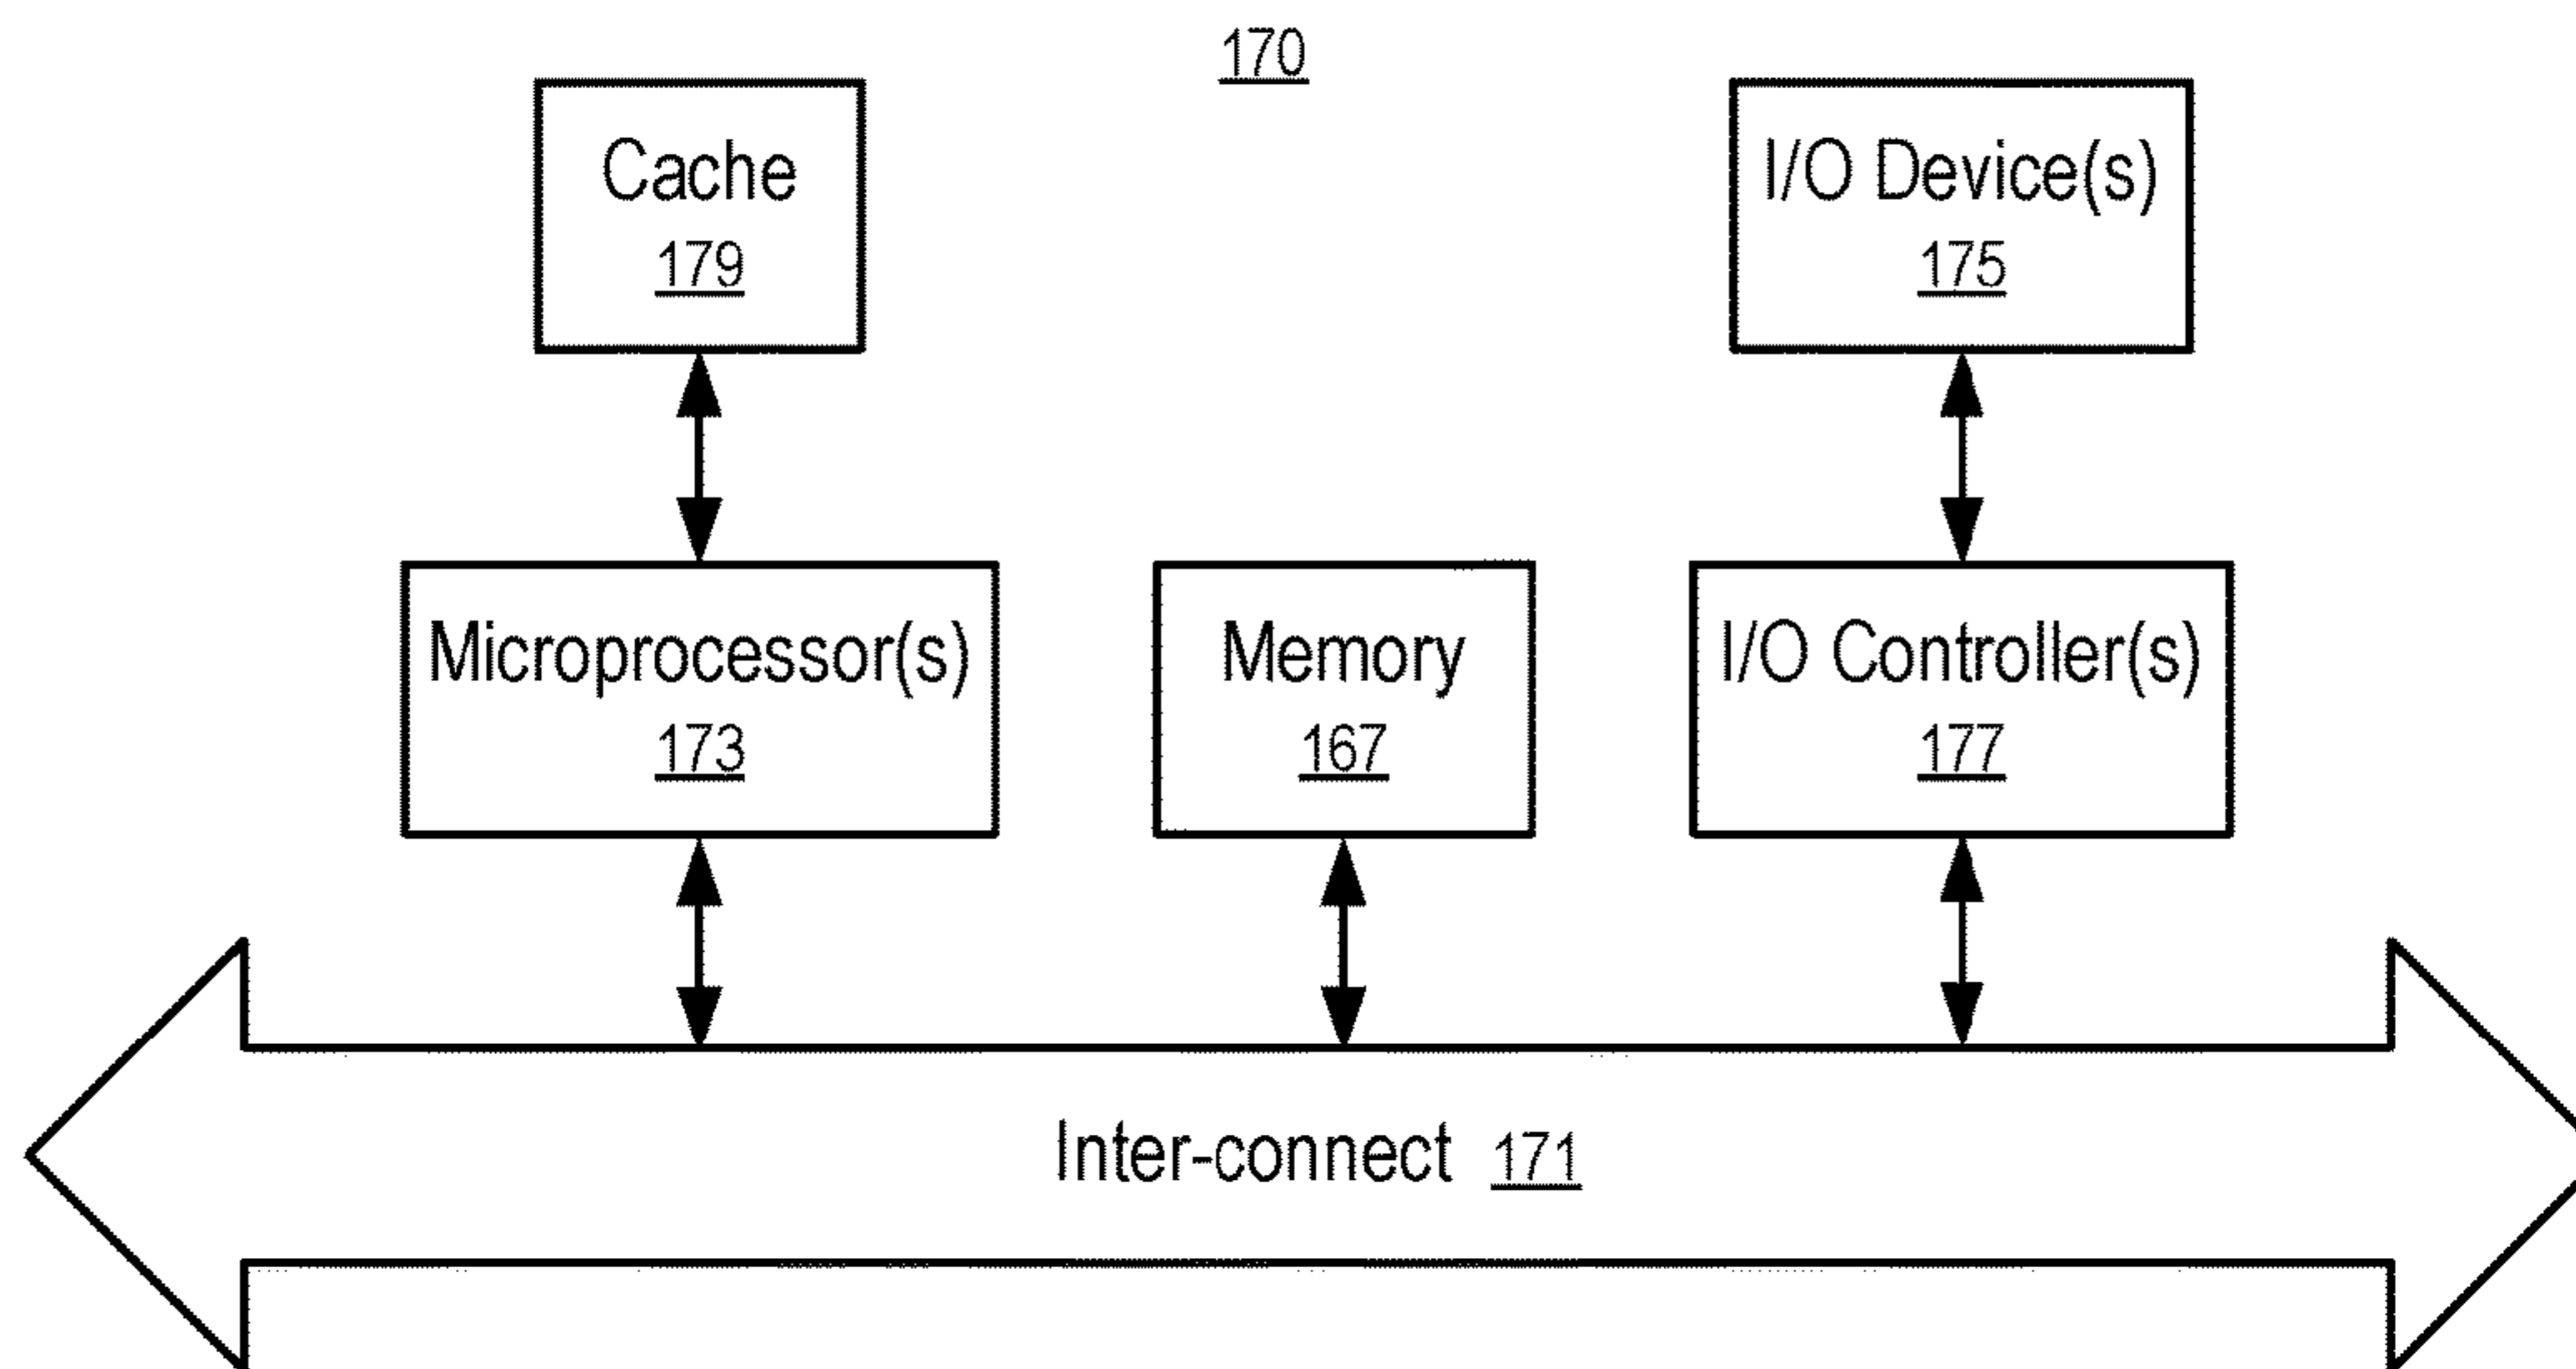 170
Cache
179
I/O Device(s)
175
Microprocessor(s)
173
Memory
167
I/O Controller(s)
177
Inter-connect 171